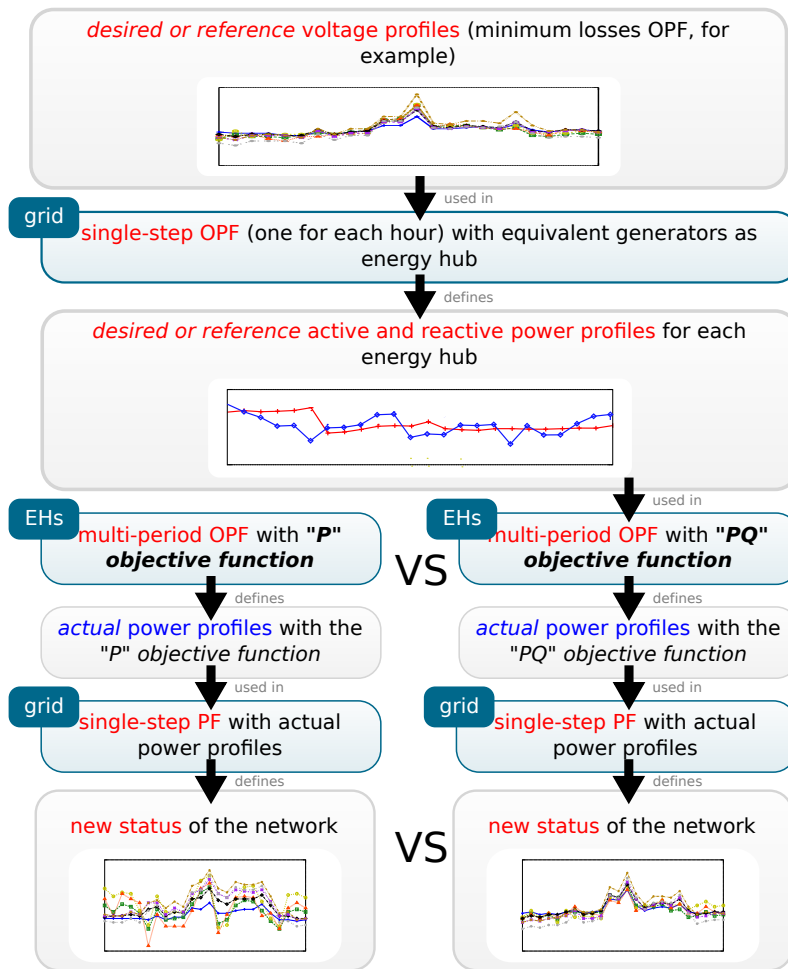 desired or reference voltage profiles (minimum losses OPF, for
example)
used in
grid
single-step OPF (one for each hour) with equivalent generators as
energy hub
defines
desired or reference active and reactive power profiles for each
energy hub
used in
EHs
multi-period OPF with "P"
objective function
VS
EHs
multi-period OPF with "PQ"
objective function
defines
defines
actual power profiles with the
"P" objective function
actual power profiles with the
"PQ" objective function
used in
used in
grid
single-step PF with actual
power profiles
grid
single-step PF with actual
power profiles
defines
defines
new status of the network
VS
new status of the network